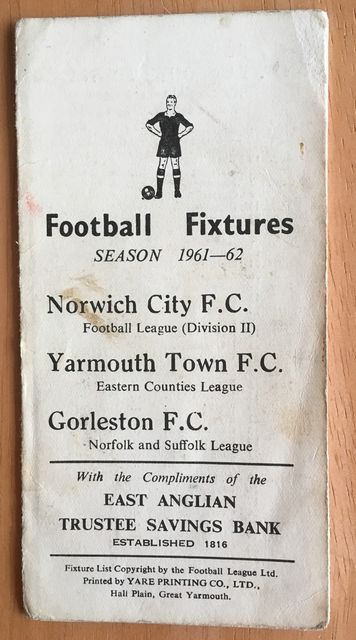 Football Fixtures
SEASON 1961—62
Norwich City F.C.
Football League (Division II)
Yarmouth Town F.C.
Eastern Counties League
Gorleston F.C.
Norfolk and Suffolk League
With the Compliments of the
EAST ANGLIAN
TRUSTEE SAVINGS BANK
ESTABLISHED 1816
Fixture List Copyright by the Football League Ltd.
Printed by YARE PRINTING CO., LTD.,
Hall Plain, Great Yarmouth.